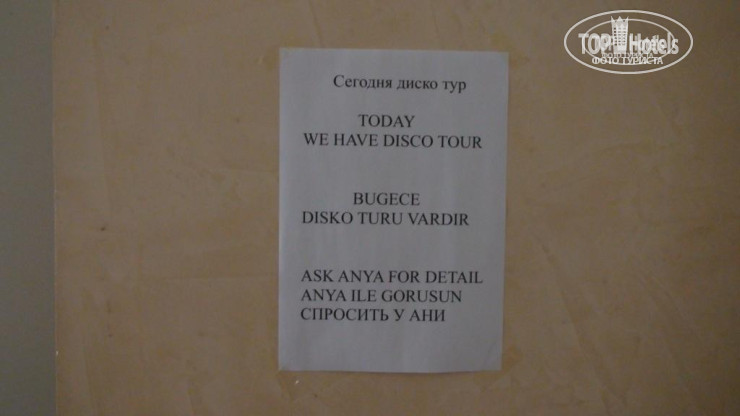 TOP Hotels
ФОТО ТУРИСТА
Сегодня диско тур
TODAY
WE HAVE DISCO TOUR
BUGECE
DISKO TURU VARDIR
ASK ANYA FOR DETAIL
ANYA ILE GORUSUN
СПРОСИТЬ У АНИ